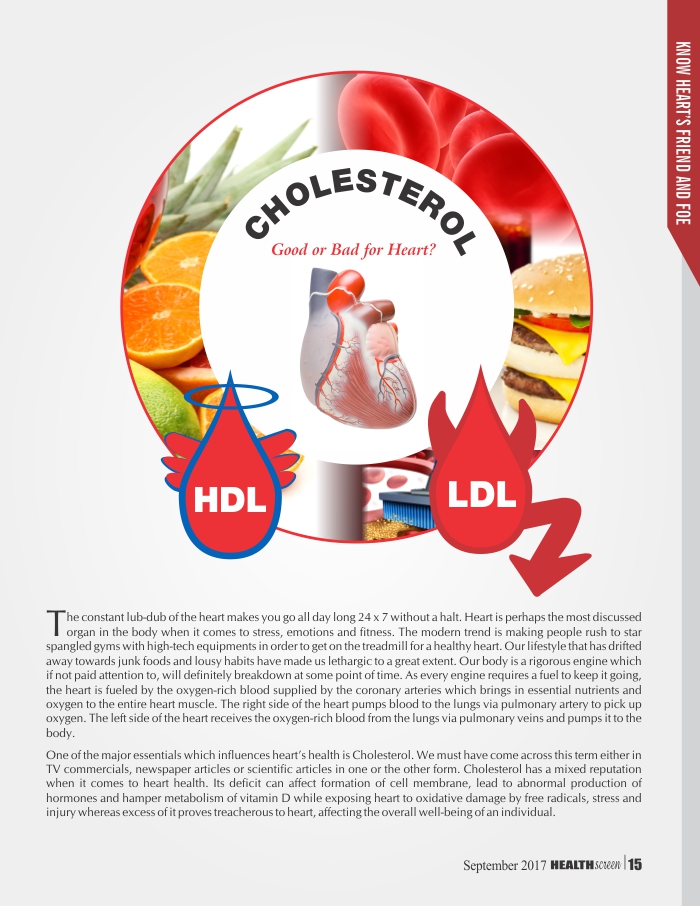 KNOW HEART'S FRIEND AND FOE
CHOLESTEROL
Good or Bad for Heart?
HDL
LDL
The constant lub-dub of the heart makes you go all day long 24 x 7 without a halt. Heart is perhaps the most discussed
organ in the body when it comes to stress, emotions and fitness. The modern trend is making people rush to star
spangled gyms with high-tech equipments in order to get on the treadmill for a healthy heart. Our lifestyle that has drifted
away towards junk foods and lousy habits have made us lethargic to a great extent. Our body is a rigorous engine which
if not paid attention to, will definitely breakdown at some point of time. As every engine requires a fuel to keep it going,
the heart is fueled by the oxygen-rich blood supplied by the coronary arteries which brings in essential nutrients and
oxygen to the entire heart muscle. The right side of the heart pumps blood to the lungs via pulmonary artery to pick up
oxygen. The left side of the heart receives the oxygen-rich blood from the lungs via pulmonary veins and pumps it to the
body.
One of the major essentials which influences heart's health is Cholesterol. We must have come across this term either in
TV commercials, newspaper articles or scientific articles in one or the other form. Cholesterol has a mixed reputation
when it comes to heart health. Its deficit can affect formation of cell membrane, lead to abnormal production of
hormones and hamper metabolism of vitamin D while exposing heart to oxidative damage by free radicals, stress and
injury whereas excess of it proves treacherous to heart, affecting the overall well-being of an individual.
September 2017 HEALTHscreen | 15